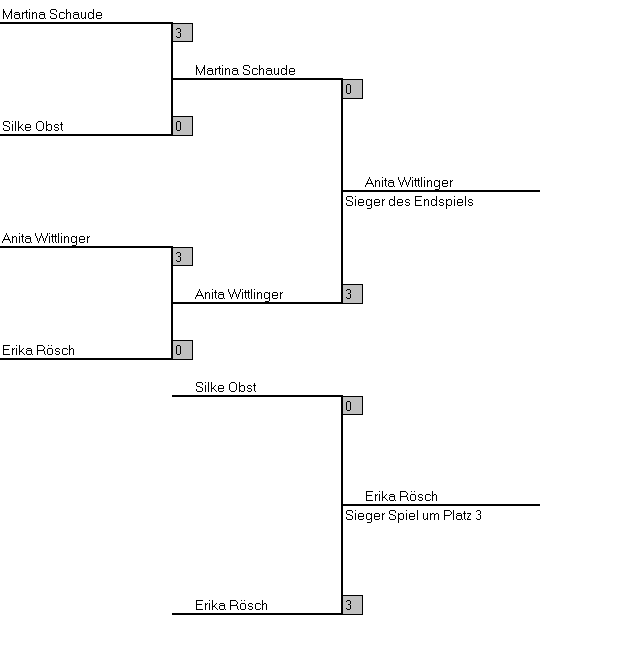 Martina Schaude
3
Martina Schaude
0
Silke Obst
0
Anita Wittlinger
Sieger des Endspiels
Anita Wittlinger
3
Anita Wittlinger
3
Erika Rösch
0
Silke Obst
0
Erika Rösch
Sieger Spiel um Platz 3
Erika Rösch
3